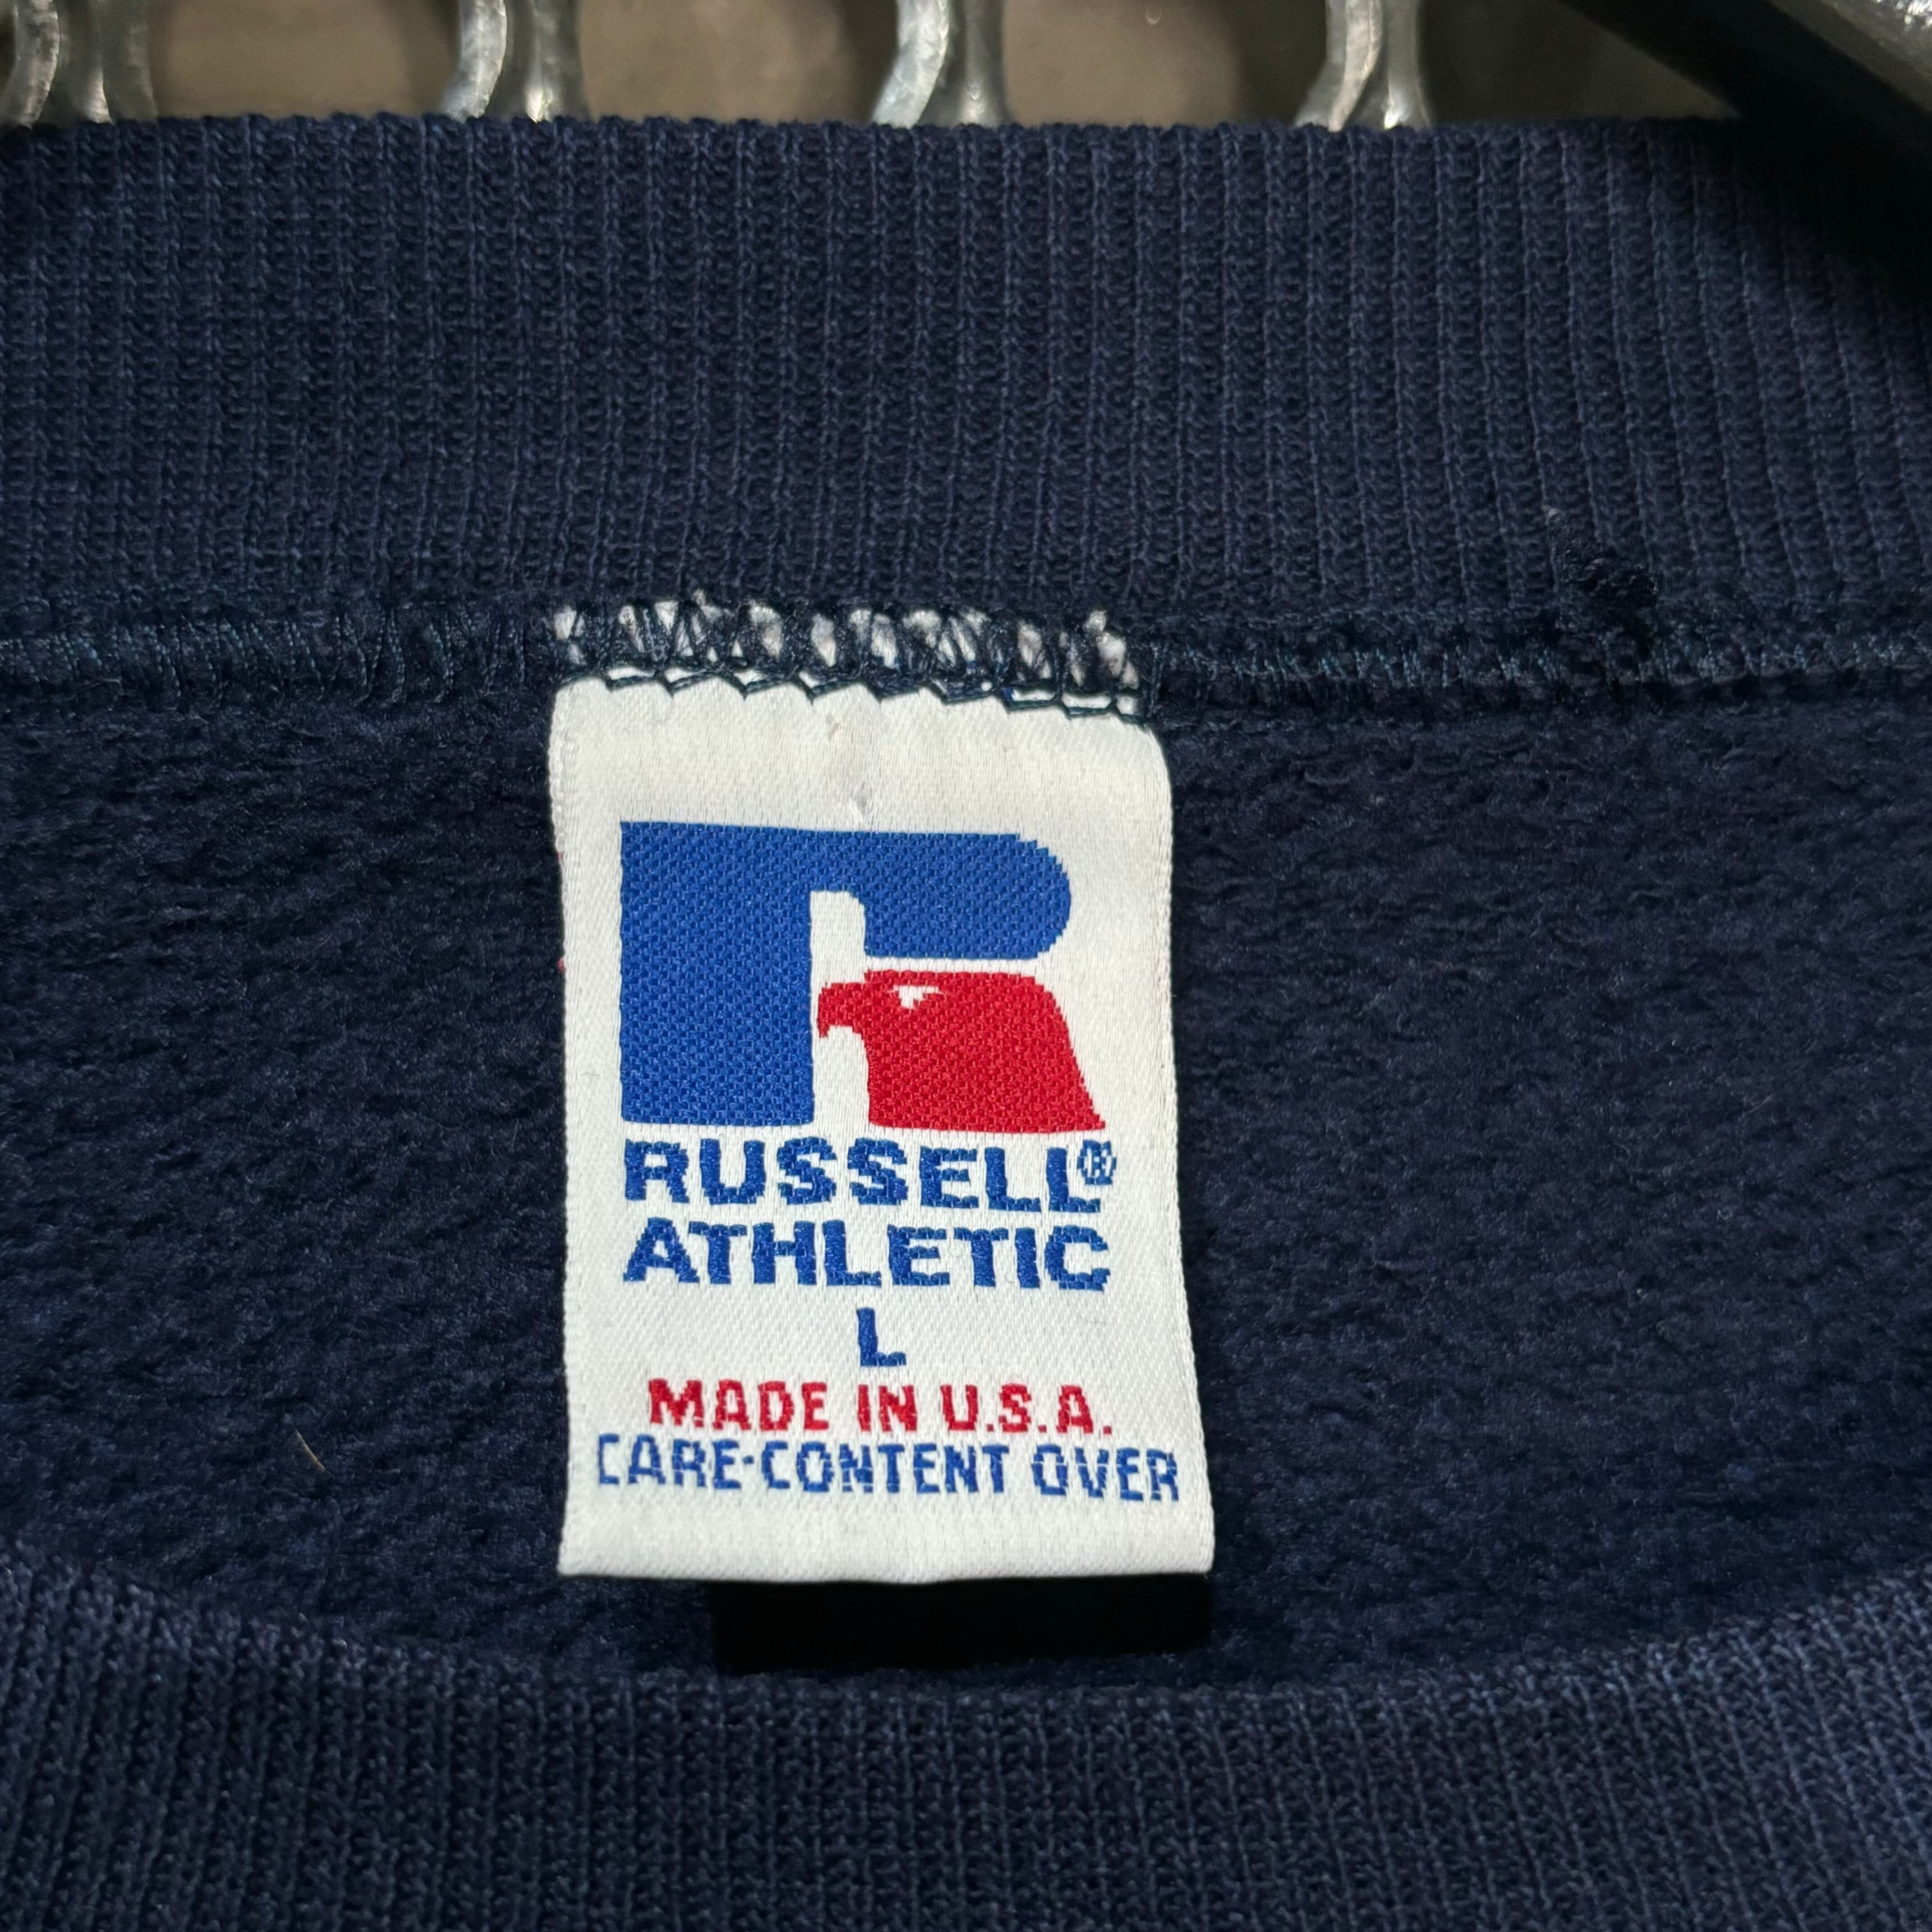 RUSSELL®
ATHLETIC
L
MADE IN U.S.A.
CARE·CONTENT OVER